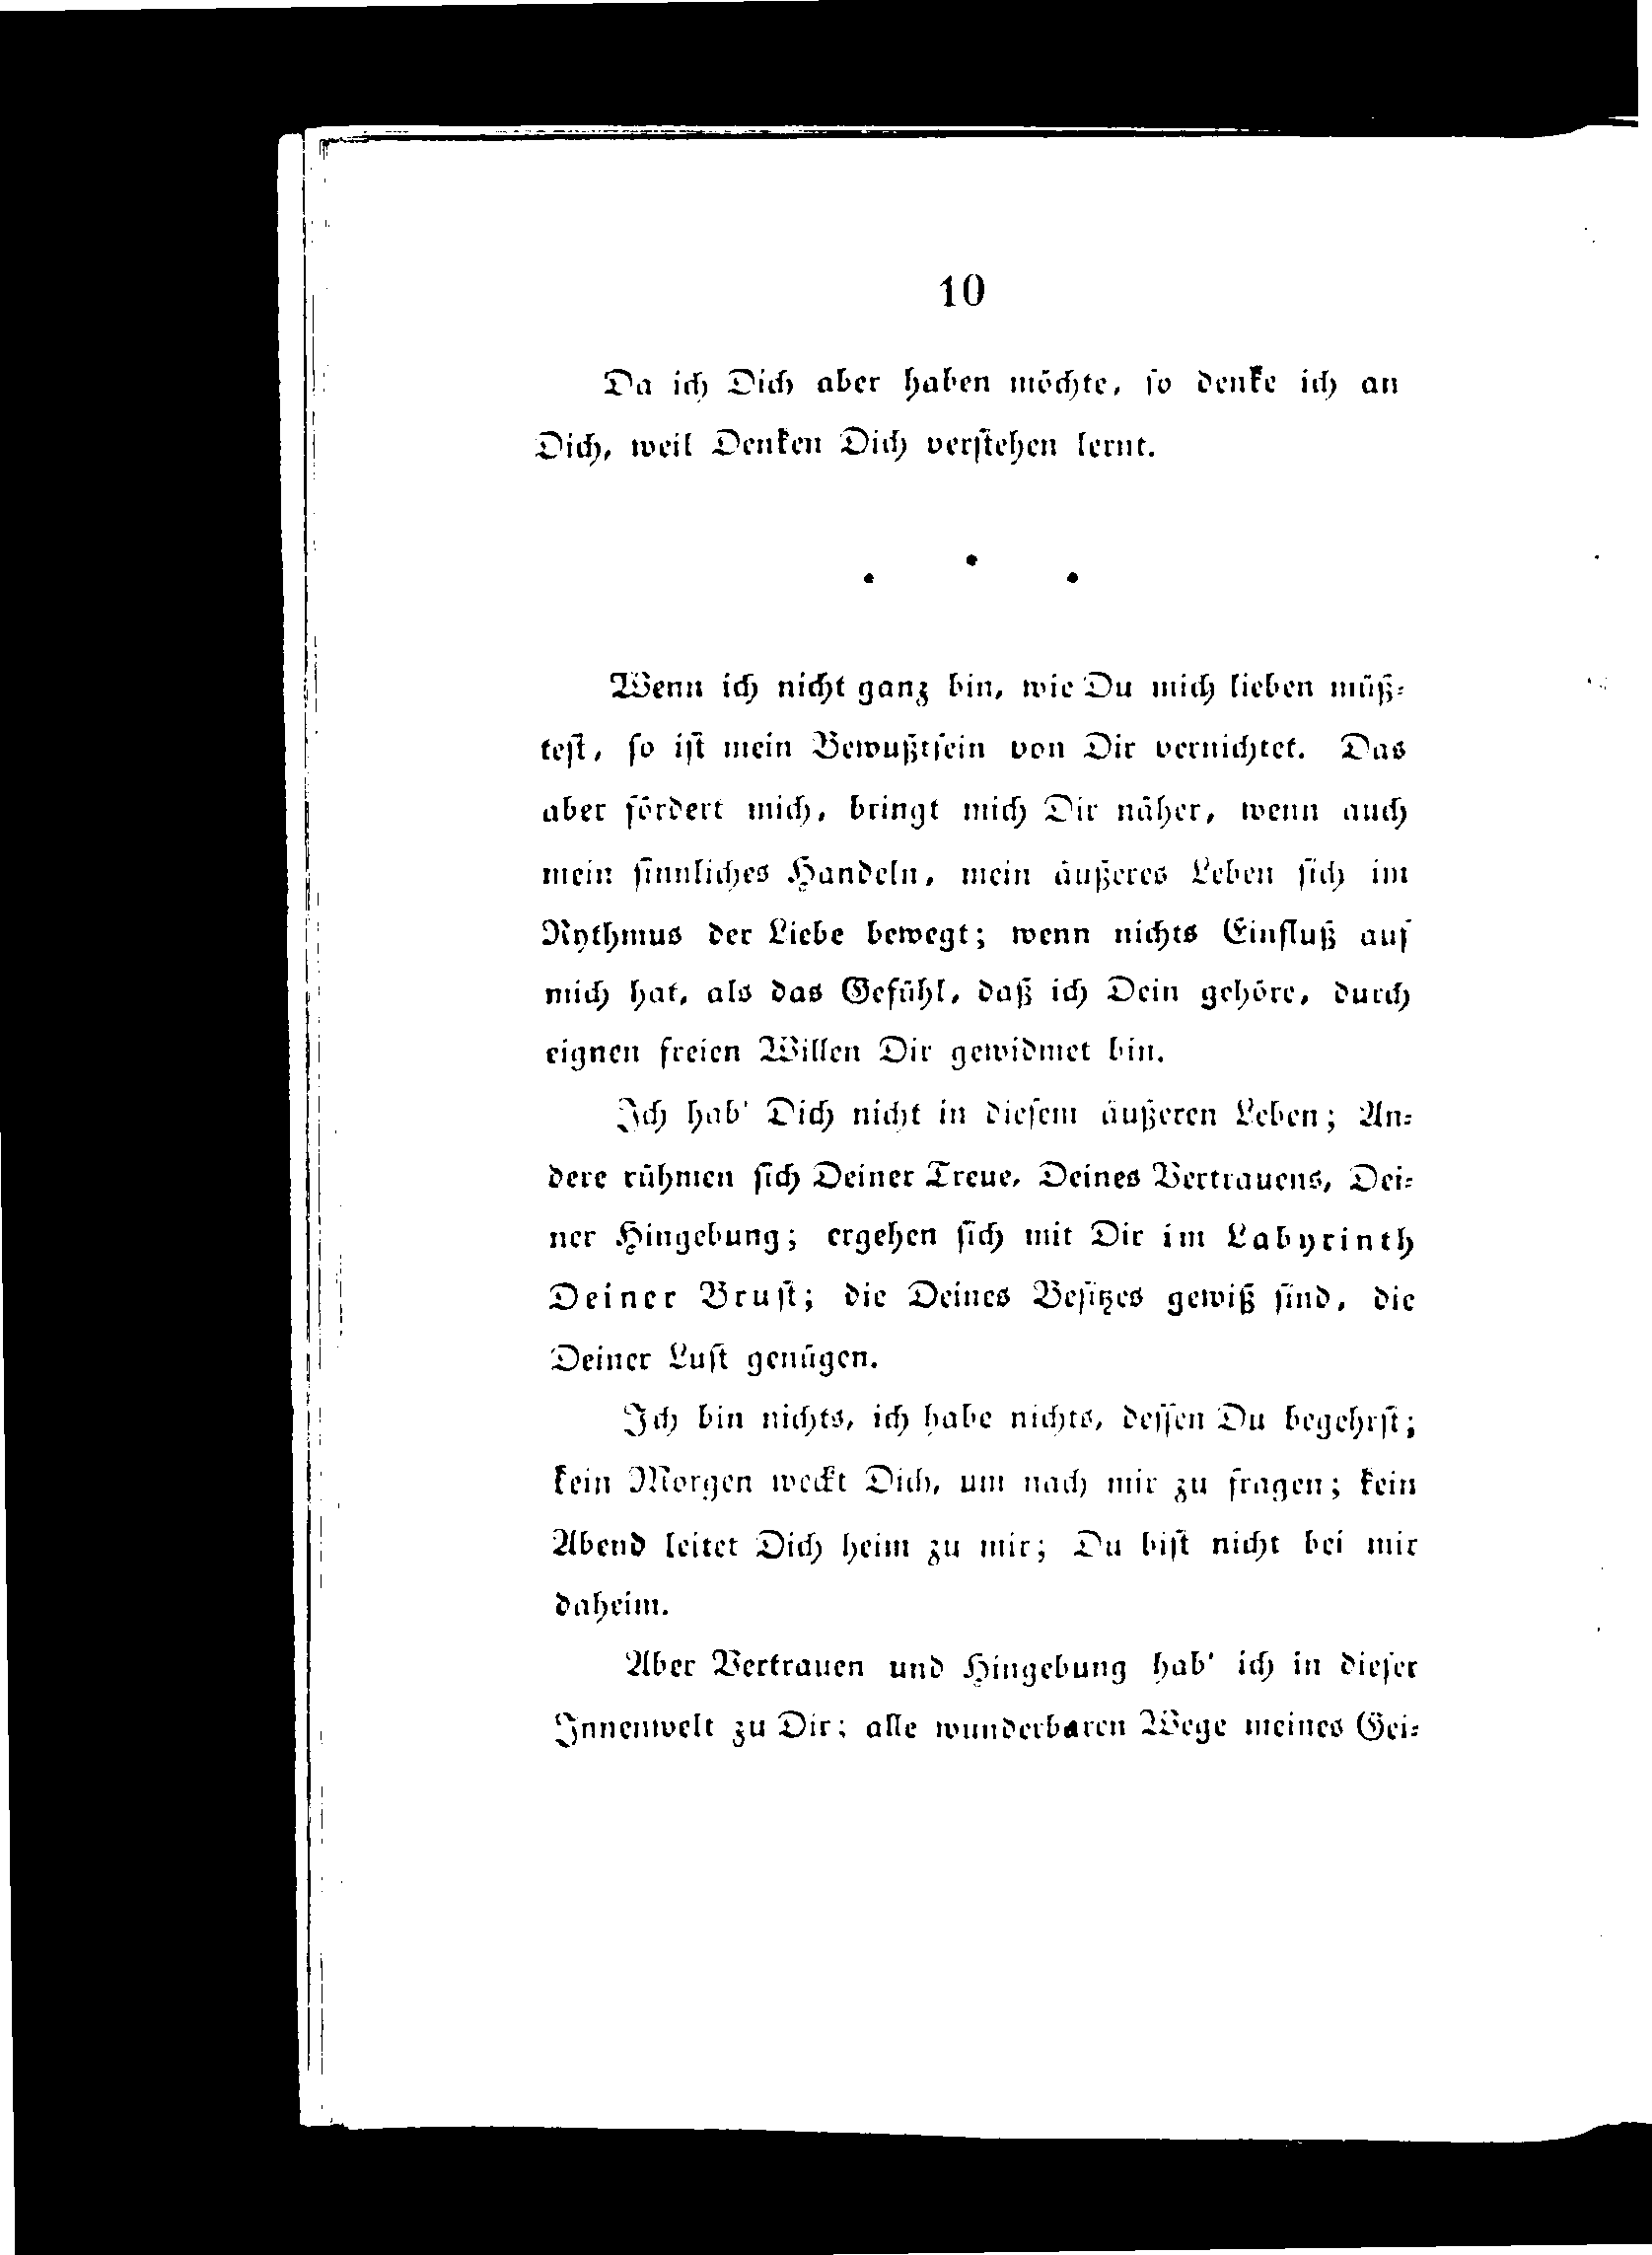 10
Da ich Dich aber haben möchte, so denke ich an
Dich, weil Denken Dich verstehen lernt.
Wenn ich nicht ganz bin, wie Du mich lieben müß-
test, so ist mein Bewußtsein von Dir vernichtet. Das
aber fördert mich, bringt mich Dir näher, wenn auch
mein sinnliches Handeln, mein äußeres Leben sich im
Rythmus der Liebe bewegt; wenn nichts Einfluß auf
mich hat, als das Gefühl, daß ich Dein gehöre, durch
eignen freien Willen Dir gewidmet bin.
Ich hab' Dich nicht in diesem äußeren Leben; An-
dere rühmen sich Deiner Treue, Deines Vertrauens, Dei-
ner Hingebung; ergehen sich mit Dir im Labyrinth
Deiner Brust; die Deines Besitzes gewiß sind, die
Deiner Lust genügen.
Ich bin nichts, ich habe nichts, dessen Du begehrst;
kein Morgen weckt Dich, um nach mir zu fragen; kein
Abend leitet Dich heim zu mir; Du bist nicht bei mir
daheim.
Aber Vertrauen und Hingebung hab' ich in dieser
Innenwelt zu Dir; alle wunderbaren Wege meines Gei-